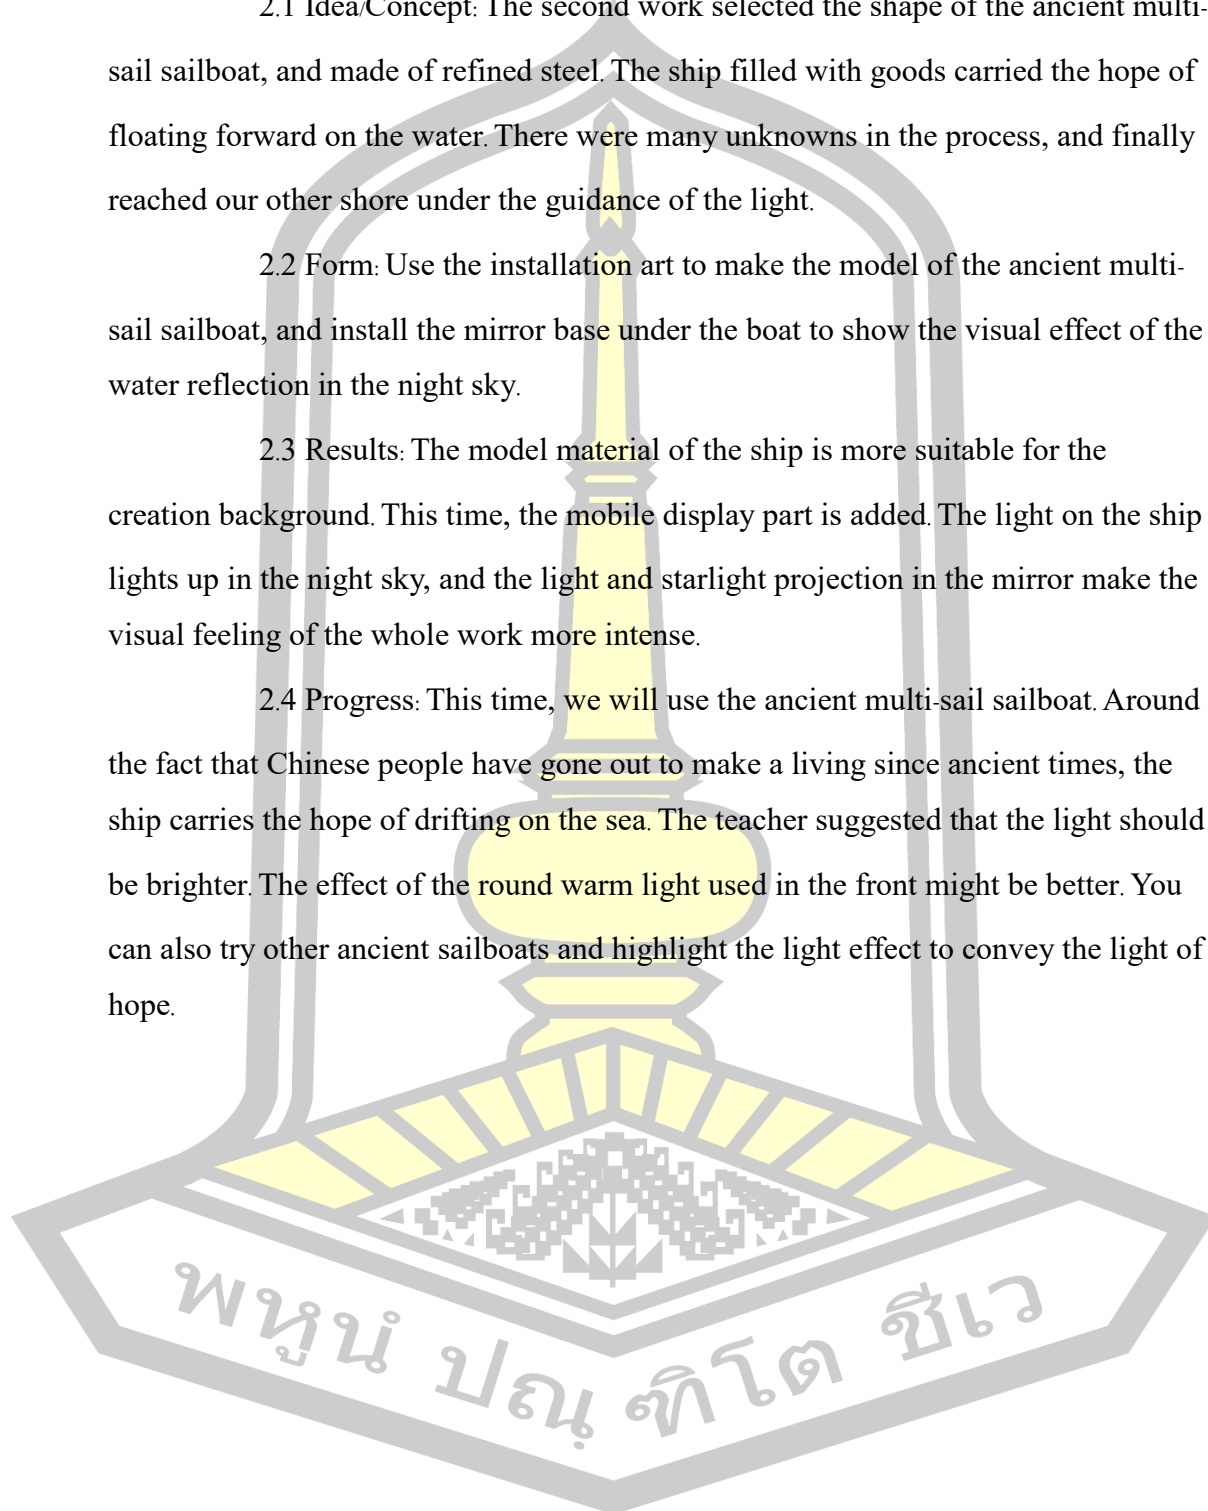 2.1 Idea/Concept: The second work selected the shape of the ancient multi-
sail sailboat, and made of refined steel. The ship filled with goods carried the hope of
floating forward on the water. There were many unknowns in the process, and finally
reached our other shore under the guidance of the light.
2.2 Form: Use the installation art to make the model of the ancient multi-
sail sailboat, and install the mirror base under the boat to show the visual effect of the
water reflection in the night sky.
2.3 Results: The model material of the ship is more suitable for the
creation background. This time, the mobile display part is added. The light on the ship
lights up in the night sky, and the light and starlight projection in the mirror make the
visual feeling of the whole work more intense.
2.4 Progress: This time, we will use the ancient multi-sail sailboat. Around
the fact that Chinese people have gone out to make a living since ancient times, the
ship carries the hope of drifting on the sea. The teacher suggested that the light should
be brighter. The effect of the round warm light used in the front might be better. You
can also try other ancient sailboats and highlight the light effect to convey the light of
hope.
พหูนํ ปณฺฑิโต ชีเว